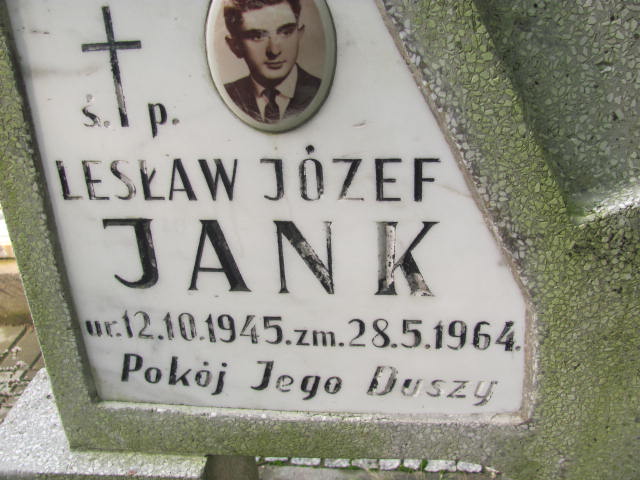 ś. p.
LESŁAW JÓZEF
JANK
ur. 12.10.1945. zm. 28.5.1964.
Pokój Jego Duszy